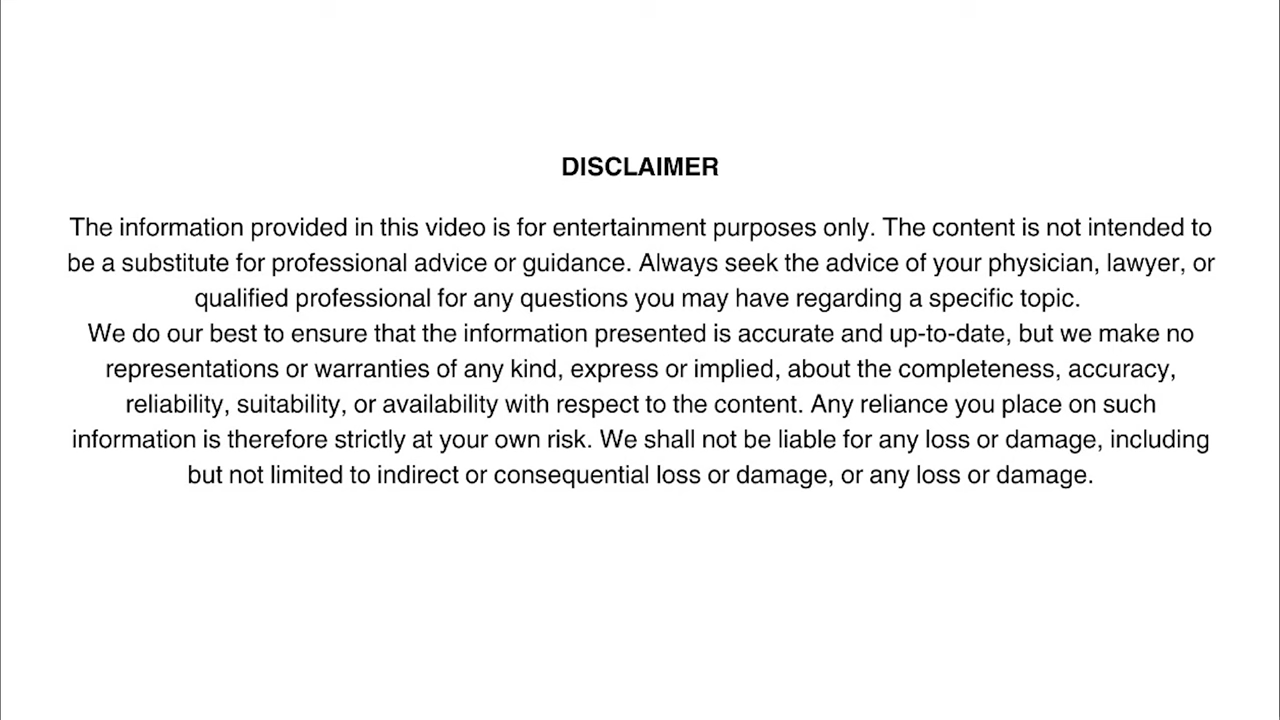 DISCLAIMER
The information provided in this video is for entertainment purposes only. The content is not intended to
be a substitute for professional advice or guidance. Always seek the advice of your physician, lawyer, or
qualified professional for any questions you may have regarding a specific topic.
We do our best to ensure that the information presented is accurate and up-to-date, but we make no
representations or warranties of any kind, express or implied, about the completeness, accuracy,
reliability, suitability, or availability with respect to the content. Any reliance you place on such
information is therefore strictly at your own risk. We shall not be liable for any loss or damage, including
but not limited to indirect or consequential loss or damage, or any loss or damage.